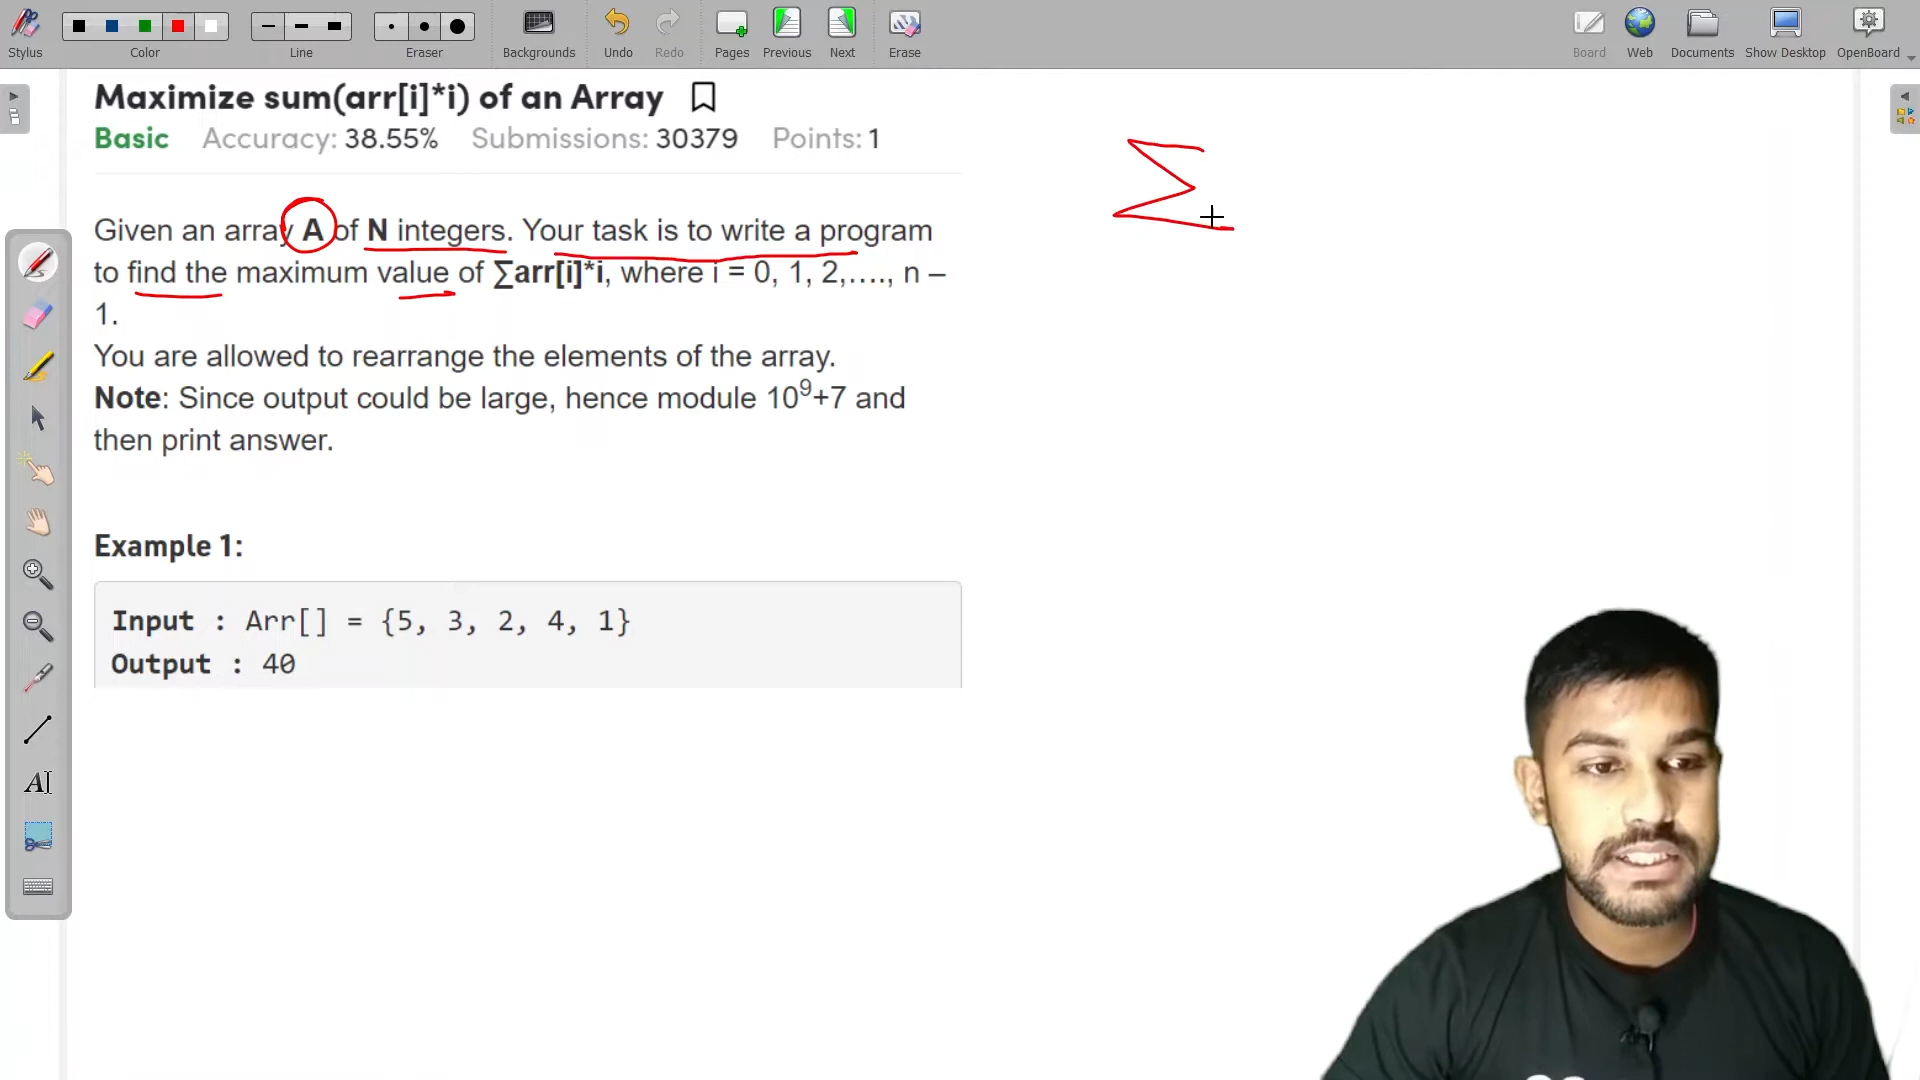 Stylus Color Line Eraser Backgrounds Undo Redo Pages Previous Next Erase Board Web Documents Show Desktop OpenBoard
Maximize sum(arr[i]*i) of an Array
Basic Accuracy: 38.55% Submissions: 30379 Points: 1
Given an array A of N integers. Your task is to write a program
to find the maximum value of ∑arr[i]*i, where i = 0, 1, 2,…., n –
1.
You are allowed to rearrange the elements of the array.
Note: Since output could be large, hence module 10⁹+7 and
then print answer.
Example 1:
Input : Arr[] = {5, 3, 2, 4, 1}
Output : 40
∑